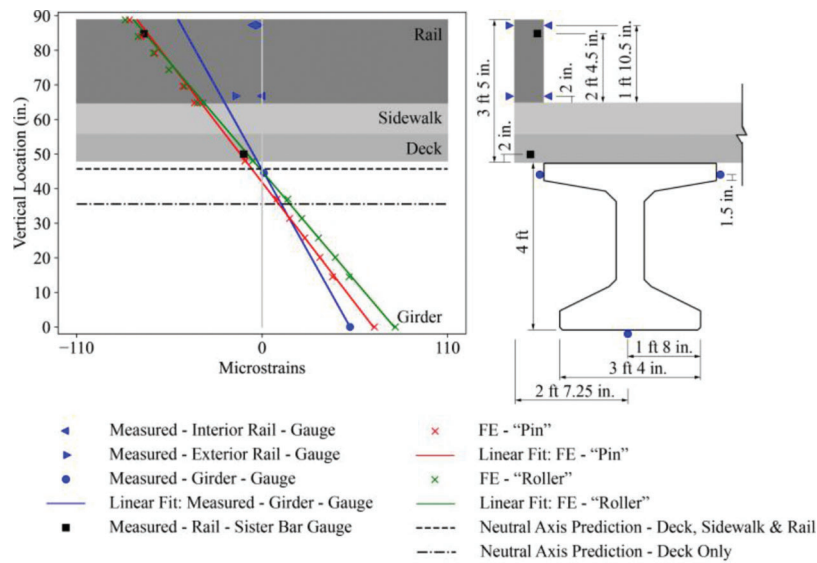 90
80
70
60
50
40
30
20
10
0
Vertical Location (in.)
Rail
Sidewalk
Deck
Girder
−110
0
110
Microstrains
3 ft 5 in.
2 in.
2 in.
2 ft 4.5 in.
1 ft 10.5 in.
1.5 in.
4 ft
1 ft 8 in.
3 ft 4 in.
2 ft 7.25 in.
Measured - Interior Rail - Gauge
Measured - Exterior Rail - Gauge
Measured - Girder - Gauge
Linear Fit: Measured - Girder - Gauge
Measured - Rail - Sister Bar Gauge
FE - “Pin”
Linear Fit: FE - “Pin”
FE - “Roller”
Linear Fit: FE - “Roller”
Neutral Axis Prediction - Deck, Sidewalk & Rail
Neutral Axis Prediction - Deck Only